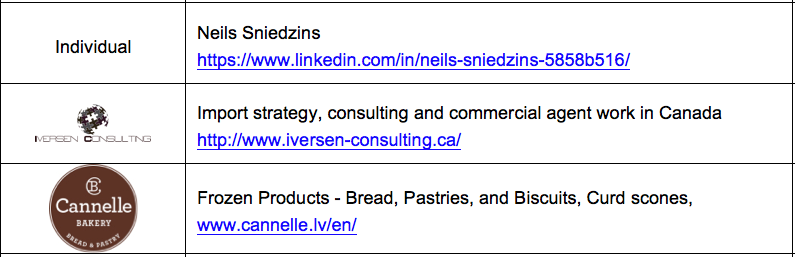 Individual
Neils Sniedzins
https://www.linkedin.com/in/neils-sniedzins-5858b516/
IVERSEN CONSULTING
Import strategy, consulting and commercial agent work in Canada
http://www.iversen-consulting.ca/
CB
Cannelle
BAKERY
BREAD & PASTRY
Frozen Products - Bread, Pastries, and Biscuits, Curd scones,
www.cannelle.lv/en/